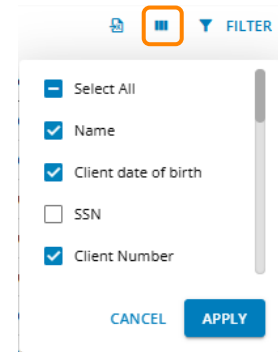 FILTER
Select All
Name
Client date of birth
SSN
Client Number
CANCEL APPLY